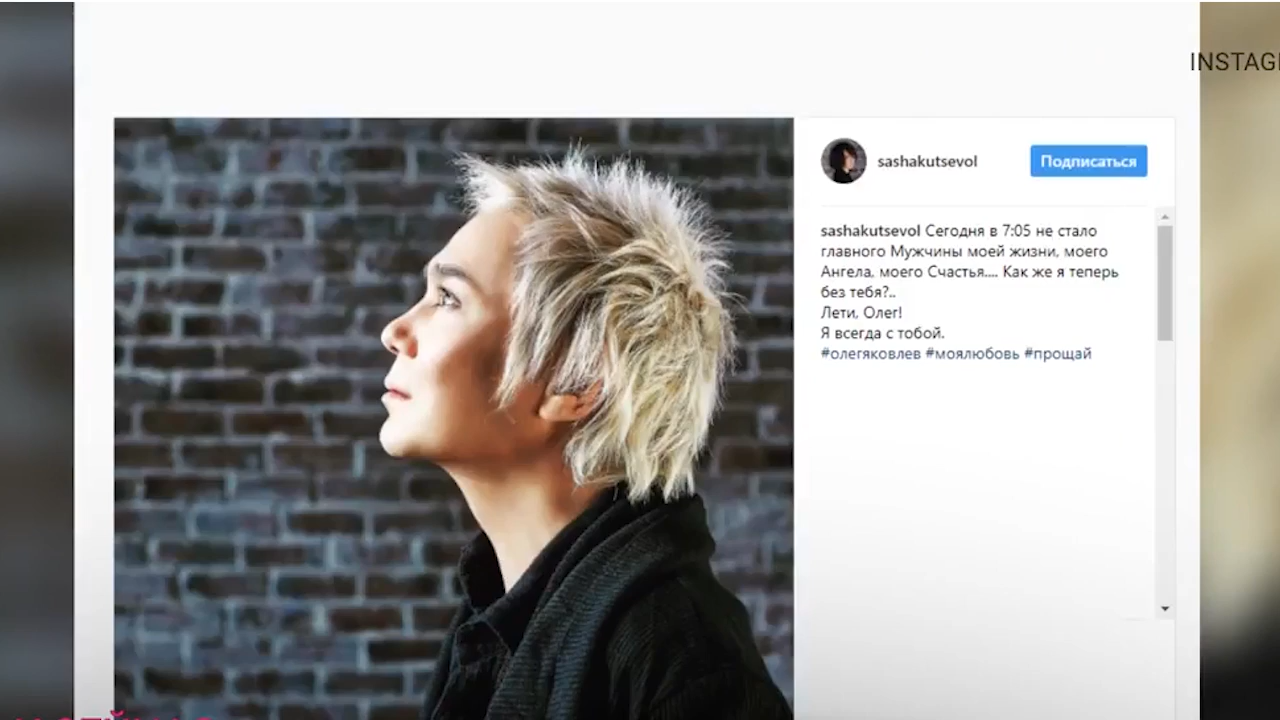 INSTAG
sashakutsevol
Подписаться
sashakutsevol Сегодня в 7:05 не стало
главного Мужчины моей жизни, моего
Ангела, моего Счастья.... Как же я теперь
без тебя?..
Лети, Олег!
Я всегда с тобой.
#олегяковлев #моялюбовь #прощай